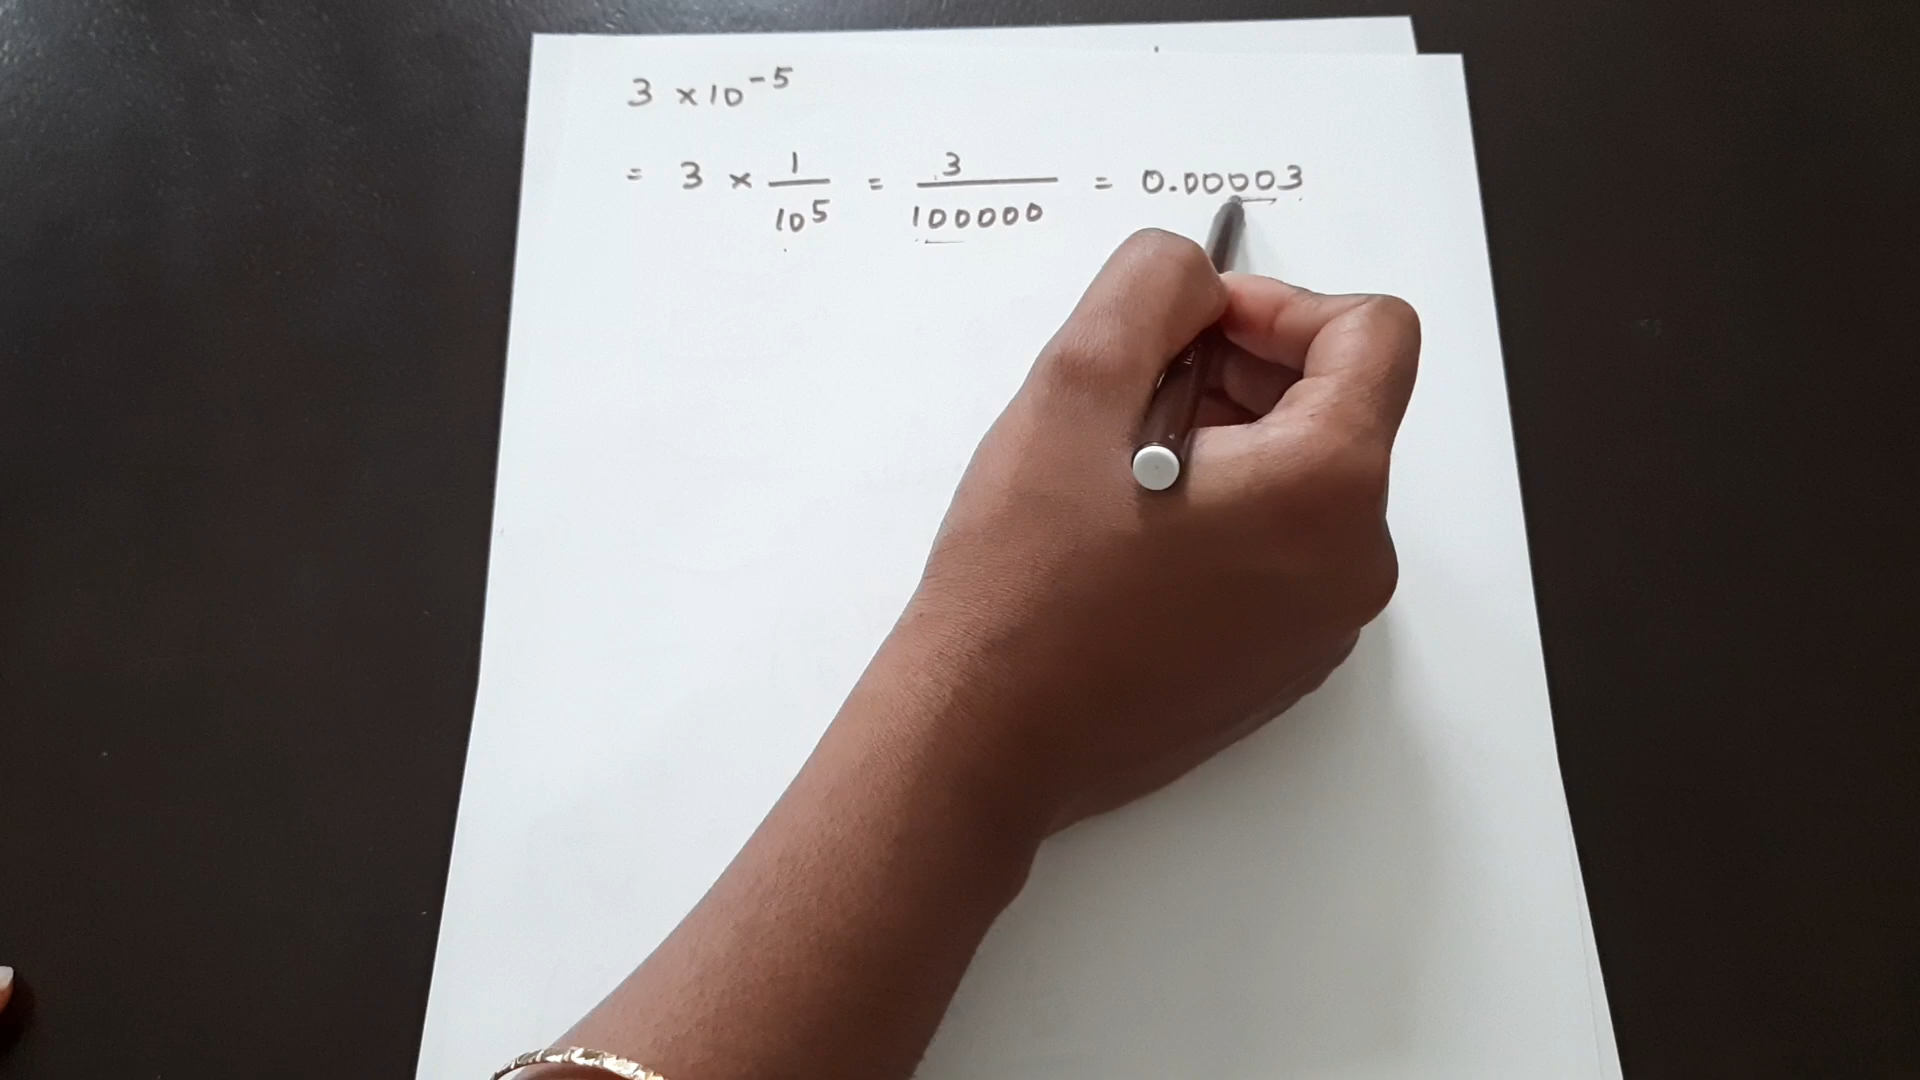 3 × 10⁻⁵
= 3 × 1/10⁵ = 3/100000 = 0.00003